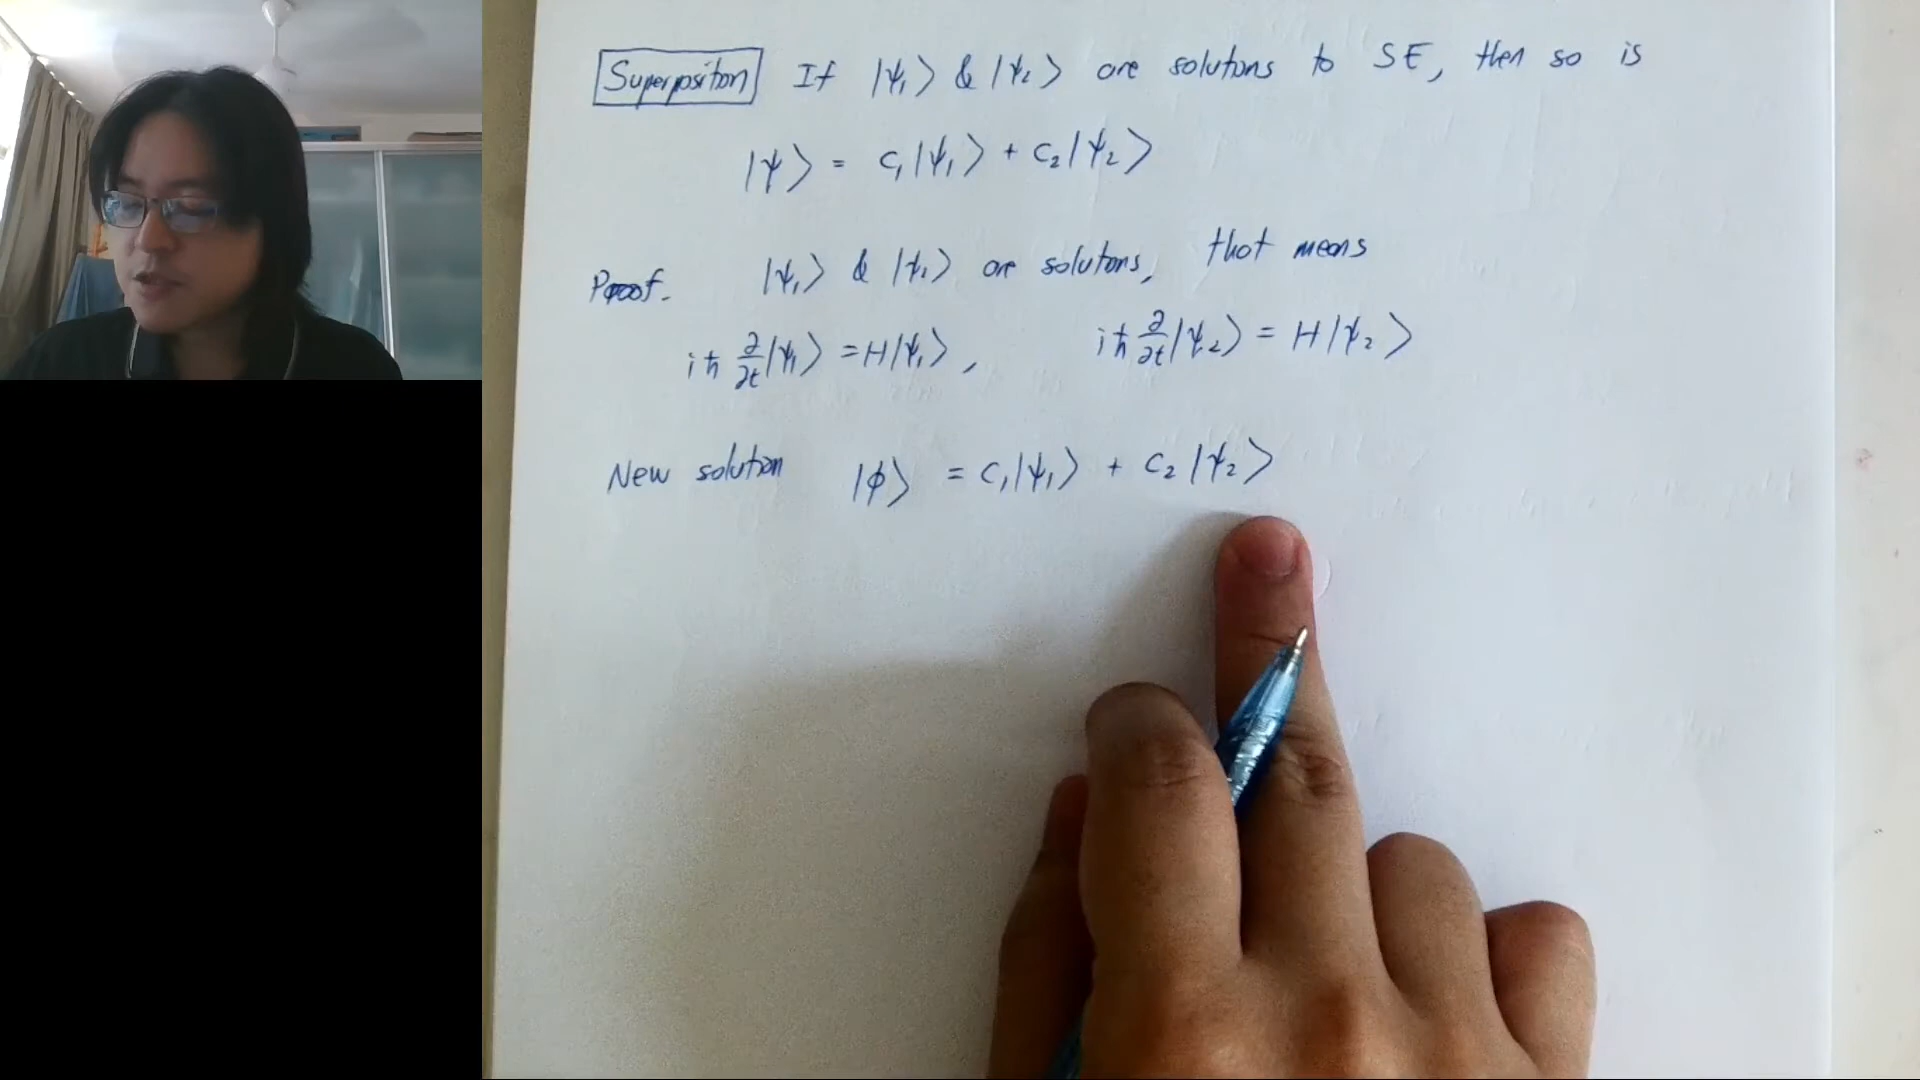 Superposition If |ψ₁⟩ & |ψ₂⟩ are solutions to SE, then so is
|ψ⟩ = c₁|ψ₁⟩ + c₂|ψ₂⟩
Proof. |ψ₁⟩ & |ψ₂⟩ are solutions, that means
iħ ∂/∂t |ψ₁⟩ = H|ψ₁⟩, iħ ∂/∂t |ψ₂⟩ = H|ψ₂⟩
New solution |ϕ⟩ = c₁|ψ₁⟩ + c₂|ψ₂⟩